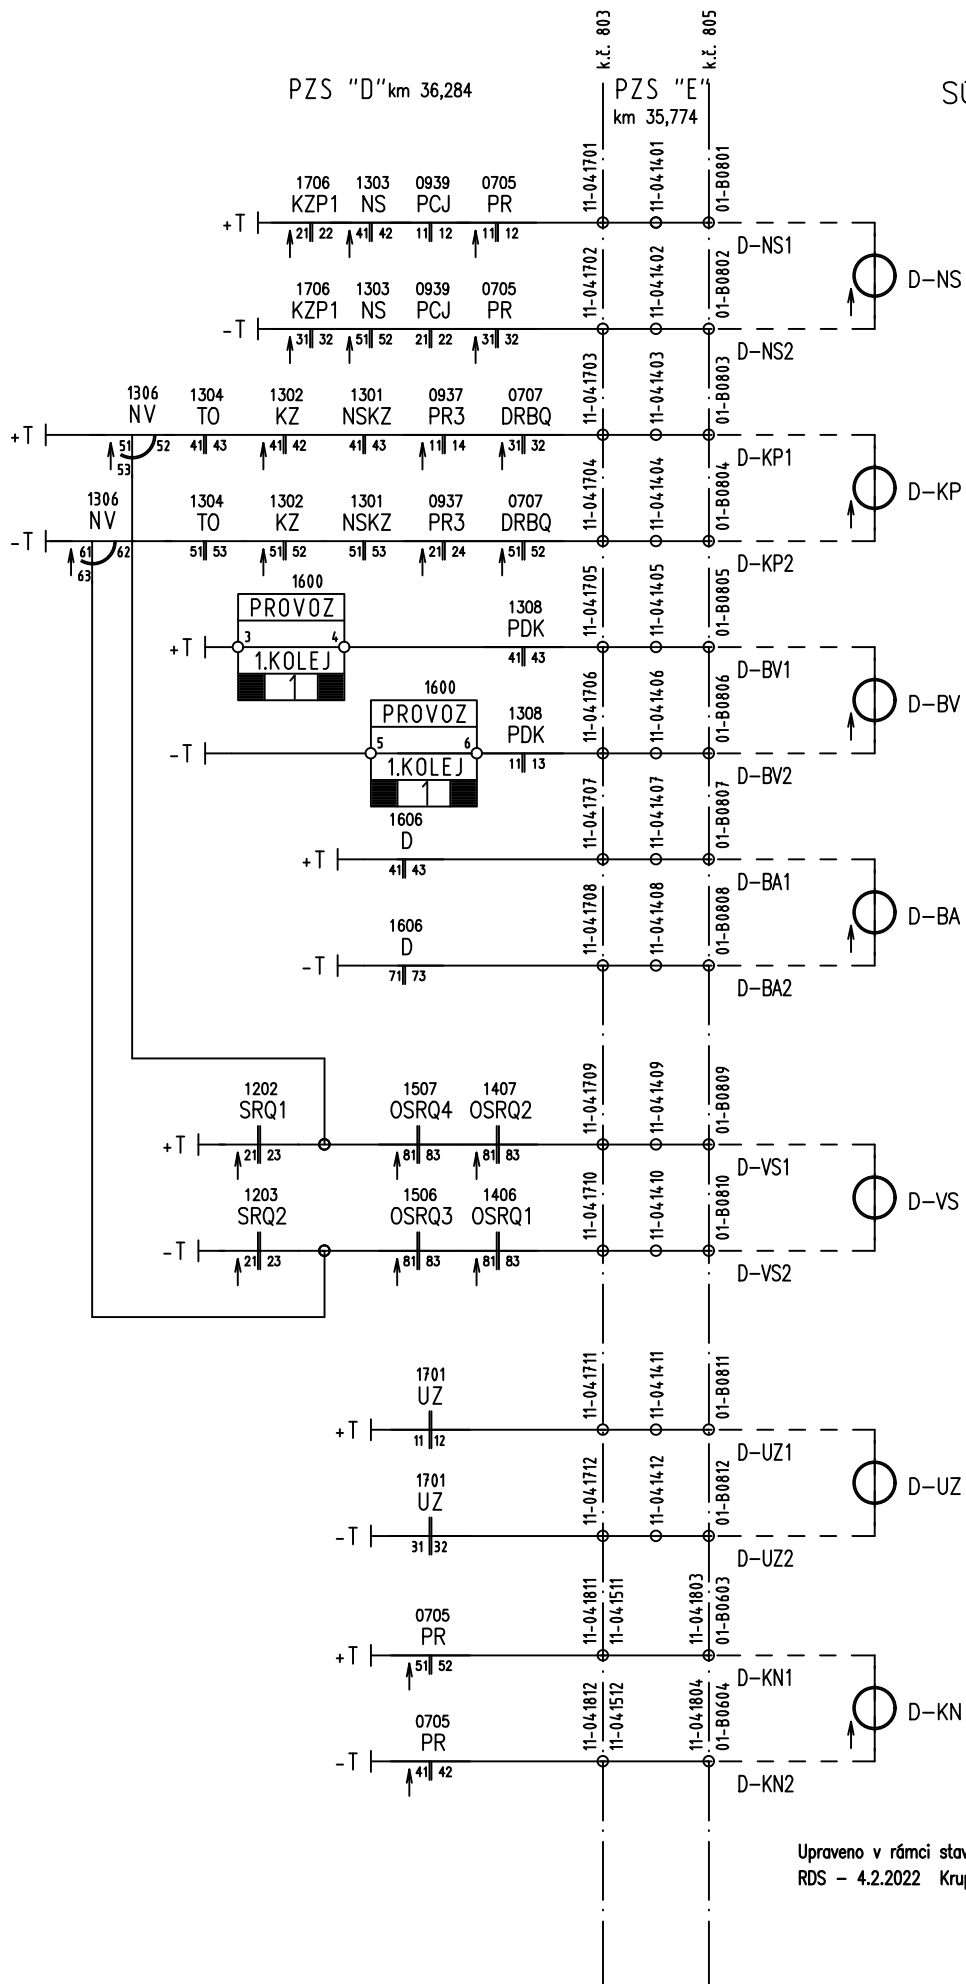 k.č. 803
k.č. 805
PZS "D" km 36,284
PZS "E"
km 35,774
11-041701
11-041401
01-B0801
1706 1303 0939 0705
KZP1 NS PCJ PR
+T
21 22 41 42 11 12 11 12
D-NS1
11-041702
11-041402
01-B0802
D-NS
1706 1303 0939 0705
KZP1 NS PCJ PR
-T
31 32 51 52 21 22 31 32
D-NS2
11-041703
11-041403
01-B0803
1306 1304 1302 1301 0937 0707
NV TO KZ NSKZ PR3 DRBQ
+T
51 52 41 43 41 42 41 43 11 14 31 32
53
D-KP1
11-041704
11-041404
01-B0804
D-KP
1306 1304 1302 1301 0937 0707
NV TO KZ NSKZ PR3 DRBQ
-T
61 62 51 53 51 52 51 53 21 24 51 52
63
D-KP2
11-041705
11-041405
01-B0805
1600
PROVOZ
1308
PDK
+T
3 4
41 43
1.KOLEJ
1
D-BV1
11-041706
11-041406
01-B0806
D-BV
1600
PROVOZ
1308
PDK
-T
5 6
11 13
1.KOLEJ
1
D-BV2
11-041707
11-041407
01-B0807
1606
D
+T
41 43
D-BA1
11-041708
11-041408
01-B0808
D-BA
1606
D
-T
71 73
D-BA2
11-041709
11-041409
01-B0809
1202 1507 1407
SRQ1 OSRQ4 OSRQ2
+T
21 23 81 83 81 83
D-VS1
11-041710
11-041410
01-B0810
D-VS
1203 1506 1406
SRQ2 OSRQ3 OSRQ1
-T
21 23 81 83 81 83
D-VS2
11-041711
11-041411
01-B0811
1701
UZ
+T
11 12
D-UZ1
11-041712
11-041412
01-B0812
D-UZ
1701
UZ
-T
31 32
D-UZ2
11-041811
11-041511
11-041803
01-B0603
0705
PR
+T
51 52
D-KN1
11-041812
11-041512
11-041804
01-B0604
D-KN
0705
PR
-T
41 42
D-KN2
Upraveno v rámci
RDS – 4.2.2022